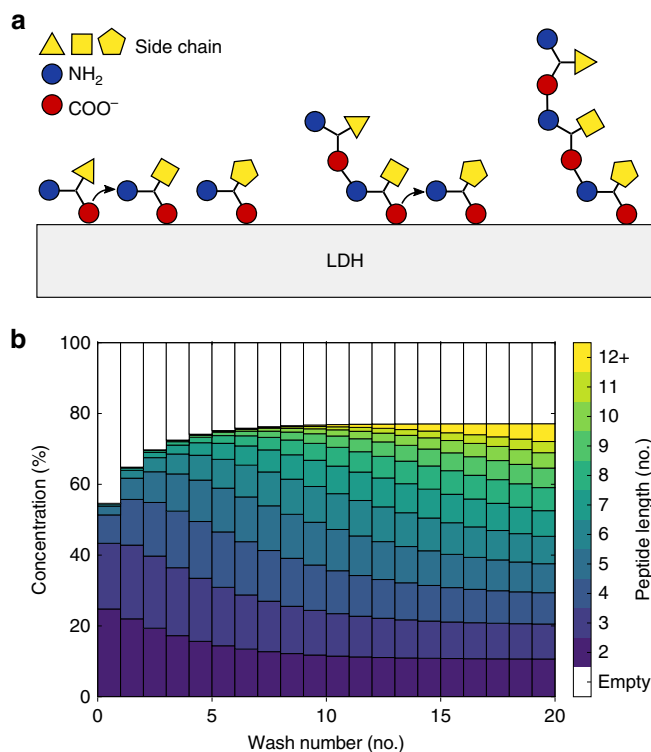 a
Side chain
NH₂
COO⁻
LDH
b
100
80
60
40
20
0
Concentration (%)
0
5
10
15
20
Wash number (no.)
12+
11
10
9
8
7
6
5
4
3
2
Empty
Peptide length (no.)